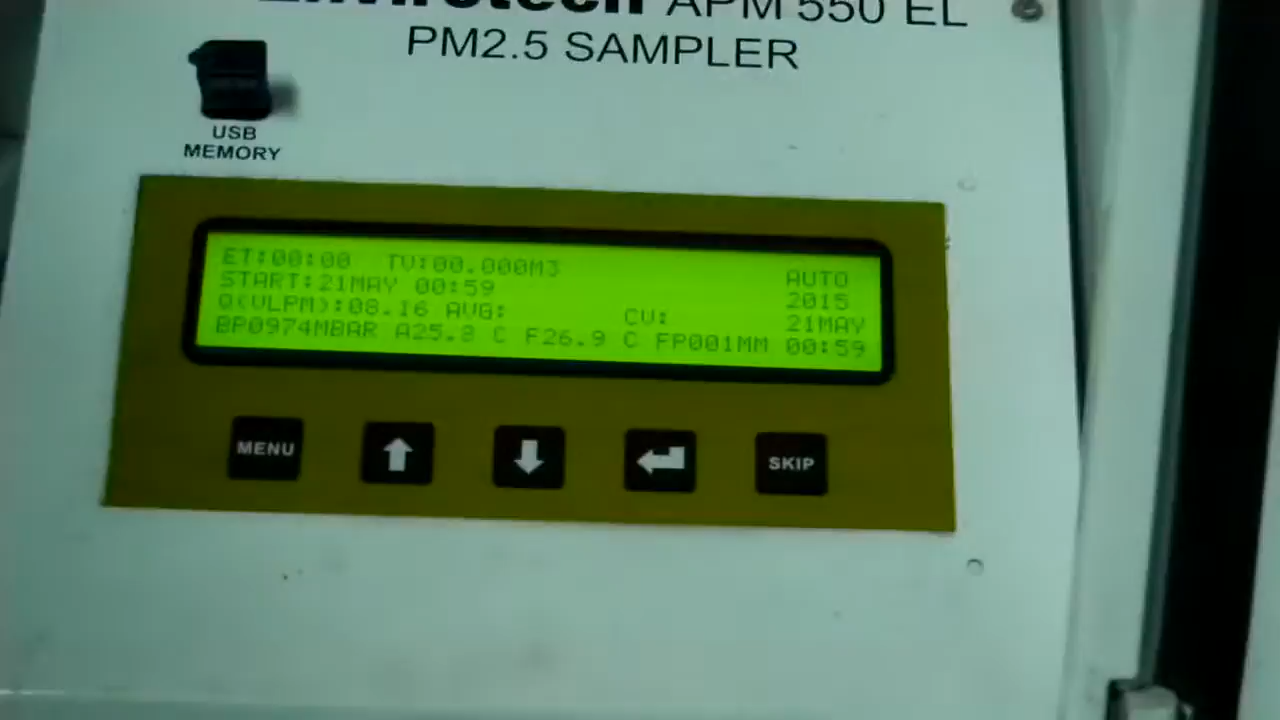 Envirotech APM 550 EL
PM2.5 SAMPLER
USB
MEMORY
ET:00:00 TV:00.000M3 AUTO
START:21MAY 00:59 2015
Q(VLPM):08.16 AVG: CV: 21MAY
BP0974MBAR A25.8 C F26.9 C FP001MM 00:59
MENU
SKIP